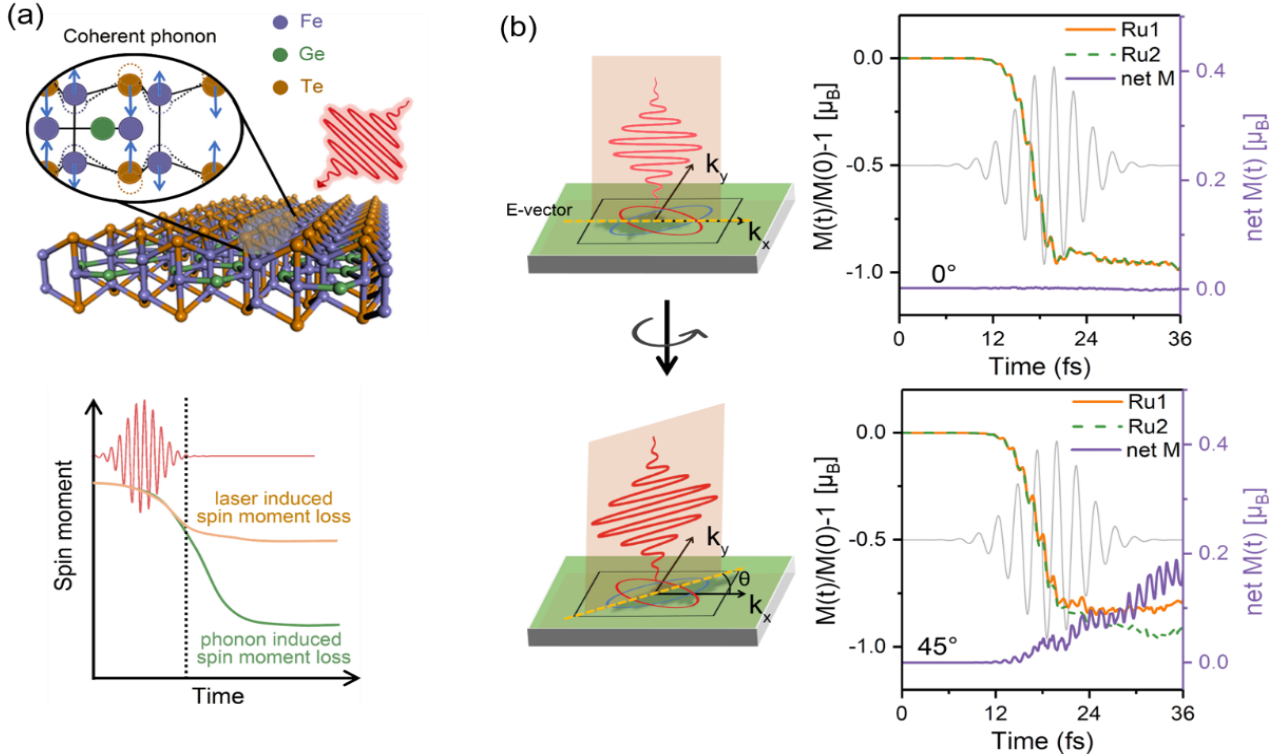 (a)
Coherent phonon
Fe
Ge
Te
Spin moment
laser induced
spin moment loss
phonon induced
spin moment loss
Time
(b)
E-vector
k_y
k_x
k_y
θ
k_x
Ru1
Ru2
net M
M(t)/M(0)-1 [μ_B]
0.0
-0.5
-1.0
0.4
0.2
0.0
net M(t) [μ_B]
0°
0
12
24
36
Time (fs)
Ru1
Ru2
net M
M(t)/M(0)-1 [μ_B]
0.0
-0.5
-1.0
0.4
0.2
0.0
net M(t) [μ_B]
45°
0
12
24
36
Time (fs)